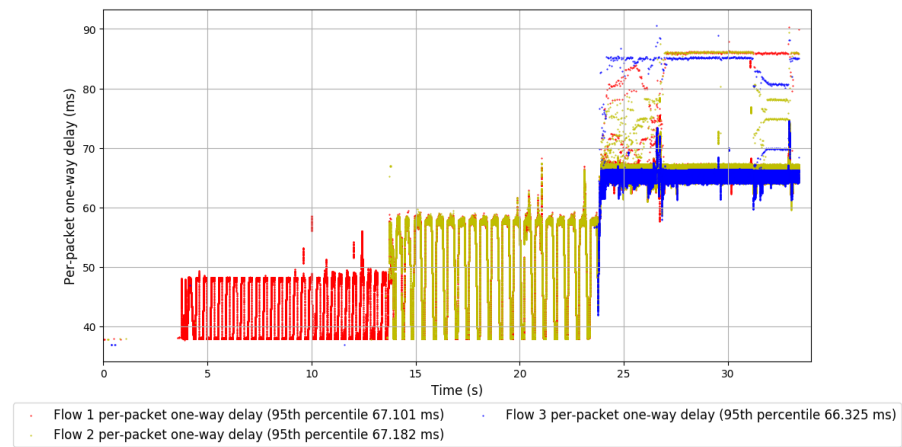 90
80
70
60
50
40
Per-packet one-way delay (ms)
0 5 10 15 20 25 30
Time (s)
Flow 1 per-packet one-way delay (95th percentile 67.101 ms)
Flow 2 per-packet one-way delay (95th percentile 67.182 ms)
Flow 3 per-packet one-way delay (95th percentile 66.325 ms)